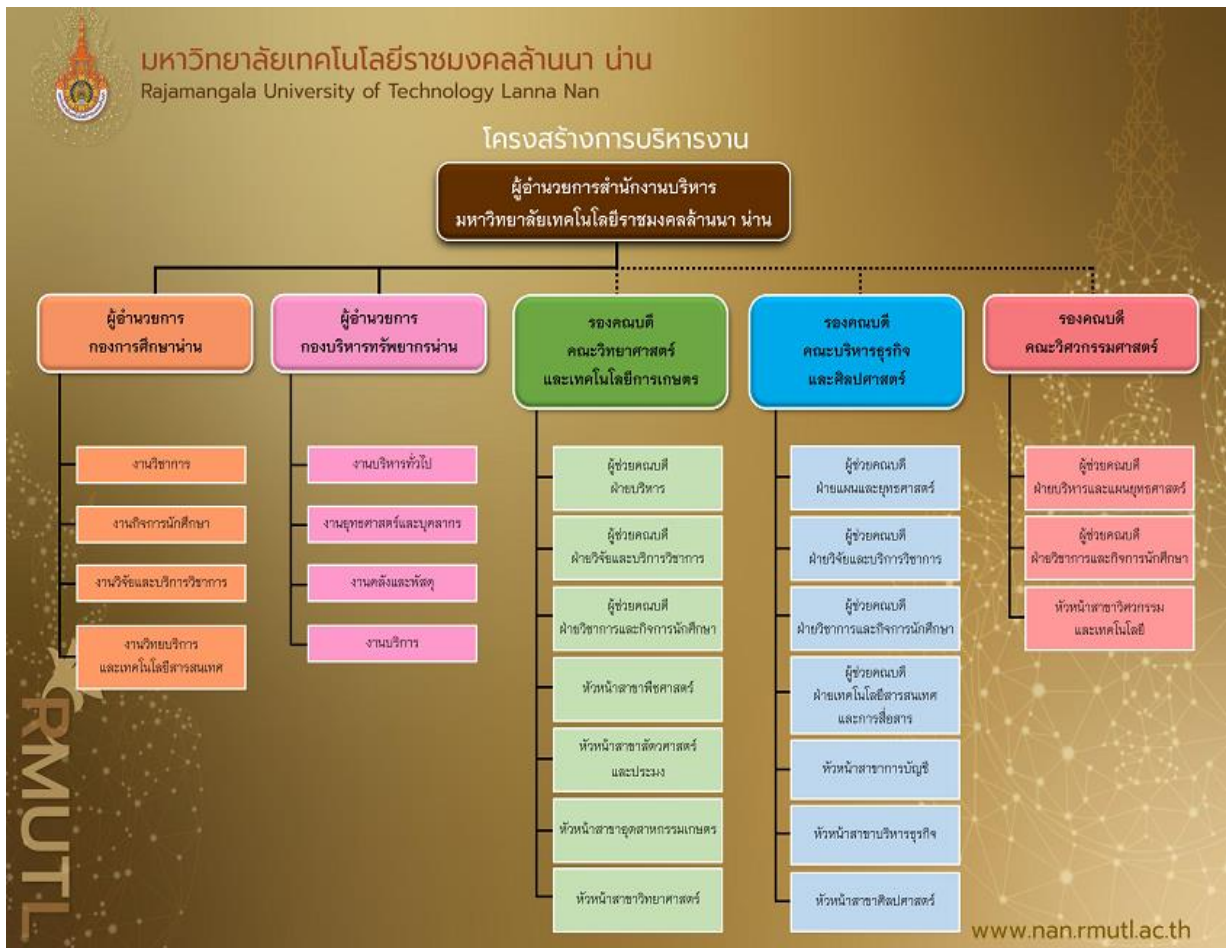 มหาวิทยาลัยเทคโนโลยีราชมงคลล้านนา น่าน
Rajamangala University of Technology Lanna Nan
โครงสร้างการบริหารงาน
ผู้อำนวยการสำนักงานบริหาร
มหาวิทยาลัยเทคโนโลยีราชมงคลล้านนา น่าน
ผู้อำนวยการ
กองการศึกษาน่าน
งานวิชาการ
งานกิจการนักศึกษา
งานวิจัยและบริการวิชาการ
งานวิทยบริการ
และเทคโนโลยีสารสนเทศ
ผู้อำนวยการ
กองบริหารทรัพยากรน่าน
งานบริหารทั่วไป
งานยุทธศาสตร์และบุคลากร
งานคลังและพัสดุ
งานบริการ
รองคณบดี
คณะวิทยาศาสตร์
และเทคโนโลยีการเกษตร
ผู้ช่วยคณบดี
ฝ่ายบริหาร
ผู้ช่วยคณบดี
ฝ่ายวิจัยและบริการวิชาการ
ผู้ช่วยคณบดี
ฝ่ายวิชาการและกิจการนักศึกษา
หัวหน้าสาขาพืชศาสตร์
หัวหน้าสาขาสัตวศาสตร์
และประมง
หัวหน้าสาขาอุตสาหกรรมเกษตร
หัวหน้าสาขาวิทยาศาสตร์
รองคณบดี
คณะบริหารธุรกิจ
และศิลปศาสตร์
ผู้ช่วยคณบดี
ฝ่ายแผนและยุทธศาสตร์
ผู้ช่วยคณบดี
ฝ่ายวิจัยและบริการวิชาการ
ผู้ช่วยคณบดี
ฝ่ายวิชาการและกิจการนักศึกษา
ผู้ช่วยคณบดี
ฝ่ายเทคโนโลยีสารสนเทศ
และการสื่อสาร
หัวหน้าสาขาการบัญชี
หัวหน้าสาขาบริหารธุรกิจ
หัวหน้าสาขาศิลปศาสตร์
รองคณบดี
คณะวิศวกรรมศาสตร์
ผู้ช่วยคณบดี
ฝ่ายบริหารและแผนยุทธศาสตร์
ผู้ช่วยคณบดี
ฝ่ายวิชาการและกิจการนักศึกษา
หัวหน้าสาขาวิศวกรรม
และเทคโนโลยี
RMUTL
www.nan.rmutl.ac.th